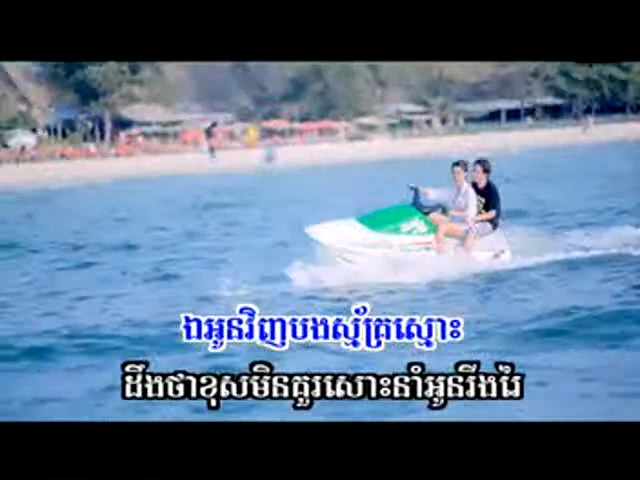 ឯអូនវិញបងស្ម័គ្រស្មោះ
ដឹងថាខុសមិនគួរសោះនាំអូនរឹងរៃ